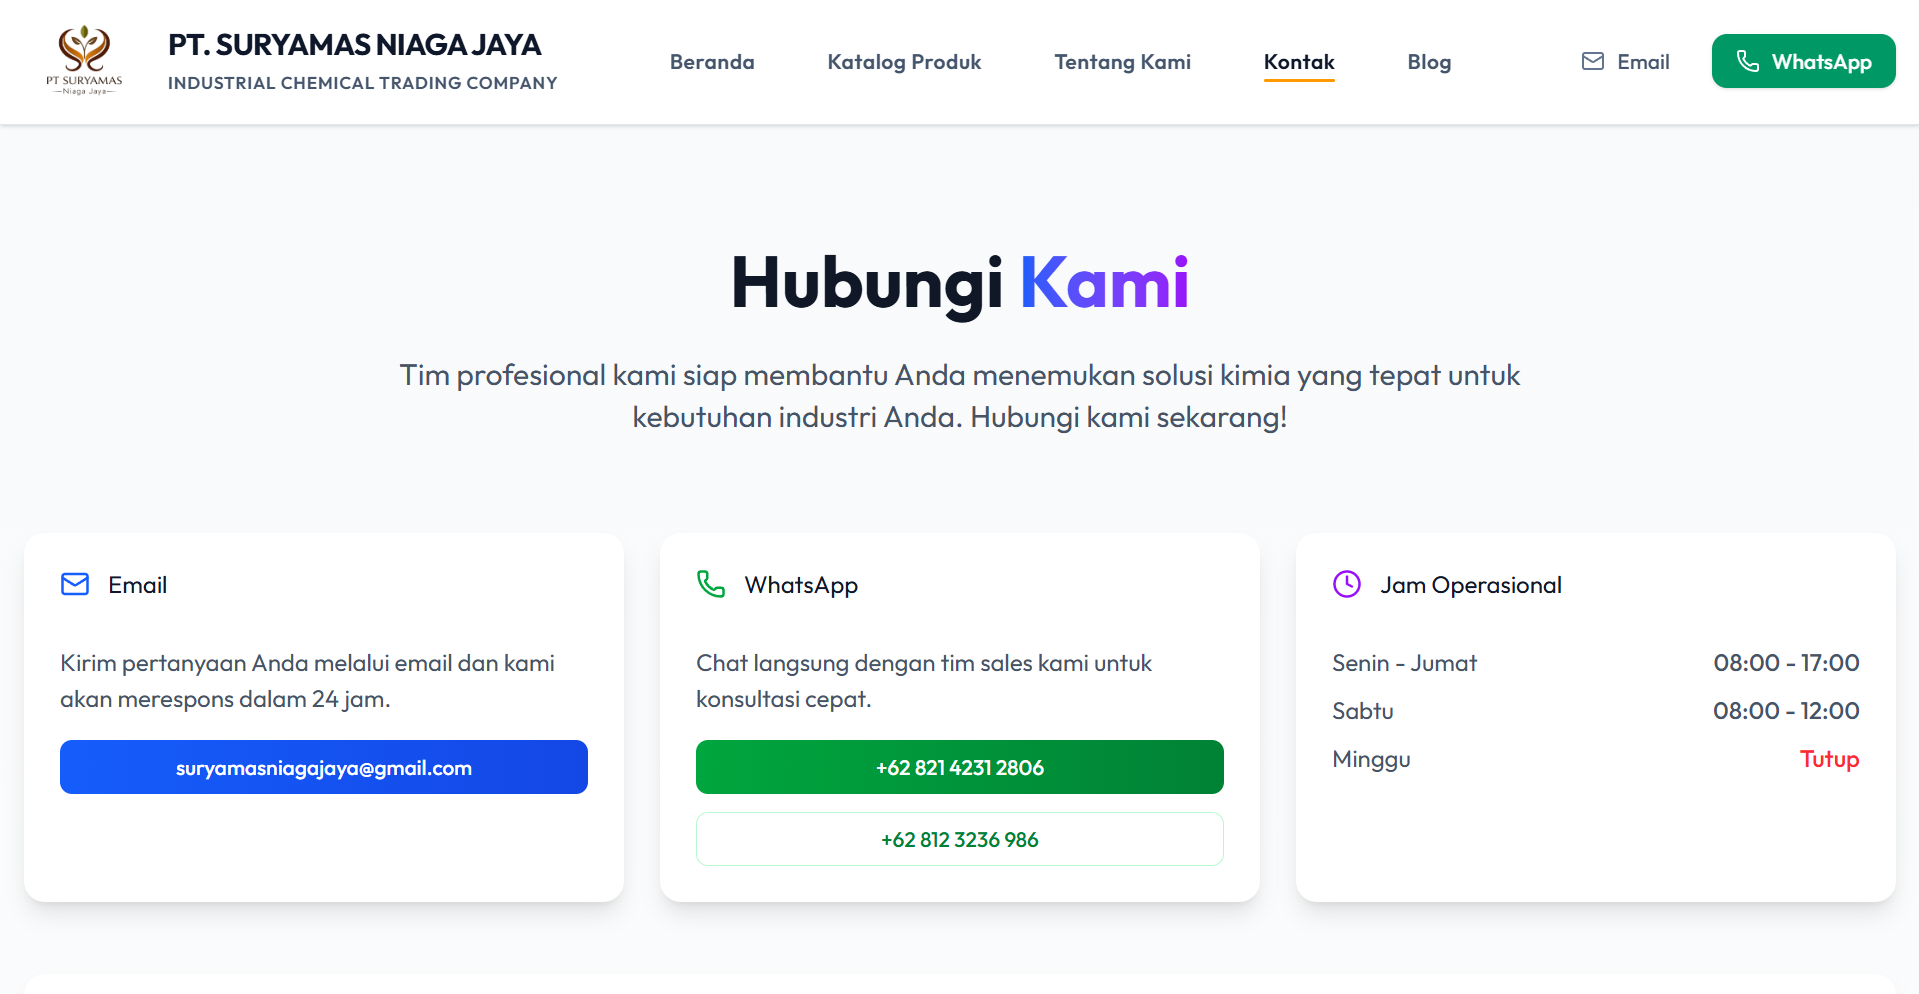 PT SURYAMAS
Niaga Jaya
PT. SURYAMAS NIAGA JAYA
INDUSTRIAL CHEMICAL TRADING COMPANY
Beranda
Katalog Produk
Tentang Kami
Kontak
Blog
Email
WhatsApp
Hubungi Kami
Tim profesional kami siap membantu Anda menemukan solusi kimia yang tepat untuk
kebutuhan industri Anda. Hubungi kami sekarang!
Email
Kirim pertanyaan Anda melalui email dan kami
akan merespons dalam 24 jam.
suryamasniagajaya@gmail.com
WhatsApp
Chat langsung dengan tim sales kami untuk
konsultasi cepat.
+62 821 4231 2806
+62 812 3236 986
Jam Operasional
Senin - Jumat 08:00 - 17:00
Sabtu 08:00 - 12:00
Minggu Tutup